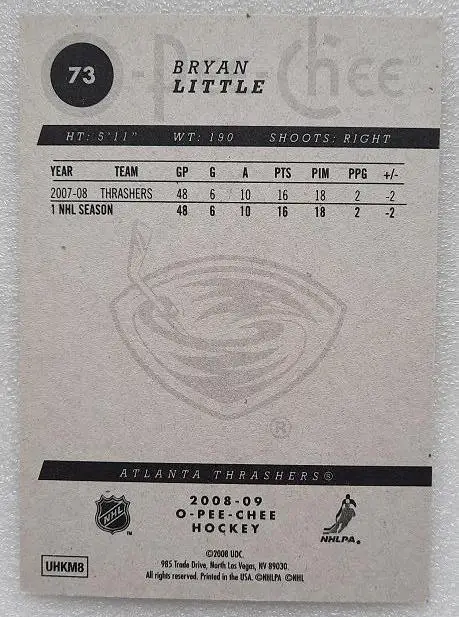 O-Pee-Chee
73
BRYAN
LITTLE
HT: 5'11" WT: 190 SHOOTS: RIGHT
YEAR TEAM GP G A PTS PIM PPG +/-
2007-08 THRASHERS 48 6 10 16 18 2 -2
1 NHL SEASON 48 6 10 16 18 2 -2
®
ATLANTA THRASHERS®
NHL
TM
2008-09
O-PEE-CHEE
HOCKEY
NHLPA.
UHKM8
©2008 UDC.
985 Trade Drive, North Las Vegas, NV 89030.
All rights reserved. Printed in the USA. ©NHLPA ©NHL